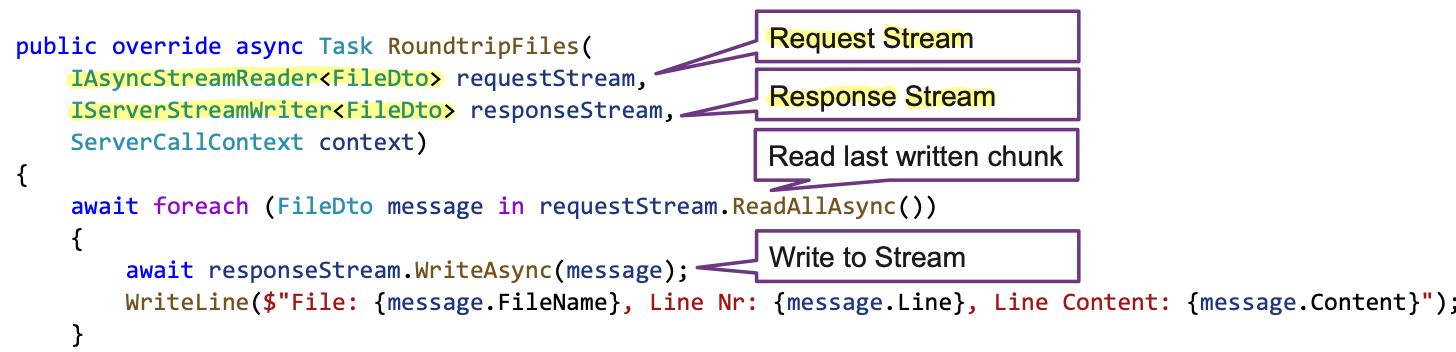 public override async Task RoundtripFiles(
Request Stream
IAsyncStreamReader<FileDto> requestStream,
Response Stream
IServerStreamWriter<FileDto> responseStream,
ServerCallContext context)
Read last written chunk
{
await foreach (FileDto message in requestStream.ReadAllAsync())
{
Write to Stream
await responseStream.WriteAsync(message);
WriteLine($"File: {message.FileName}, Line Nr: {message.Line}, Line Content: {message.Content}");
}